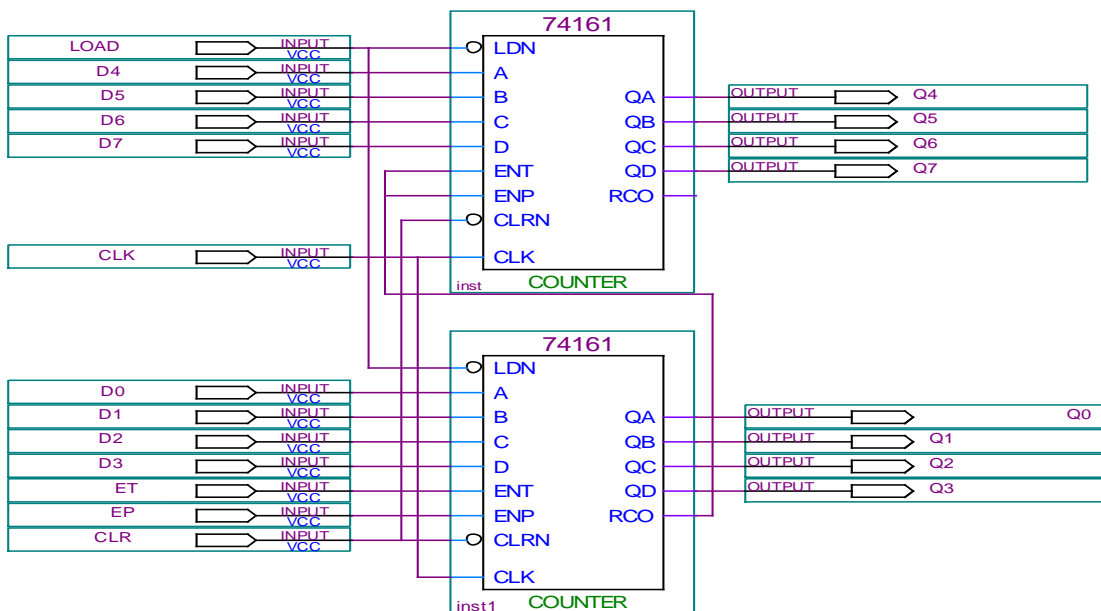 74161
LOAD INPUT VCC LDN
D4 INPUT VCC A
D5 INPUT VCC B QA OUTPUT Q4
D6 INPUT VCC C QB OUTPUT Q5
D7 INPUT VCC D QC OUTPUT Q6
ENT QD OUTPUT Q7
ENP RCO
CLRN
CLK INPUT VCC CLK
inst COUNTER
74161
LDN
D0 INPUT VCC A
D1 INPUT VCC B QA OUTPUT Q0
D2 INPUT VCC C QB OUTPUT Q1
D3 INPUT VCC D QC OUTPUT Q2
ET INPUT VCC ENT QD OUTPUT Q3
EP INPUT VCC ENP RCO
CLR INPUT VCC CLRN
CLK
inst1 COUNTER